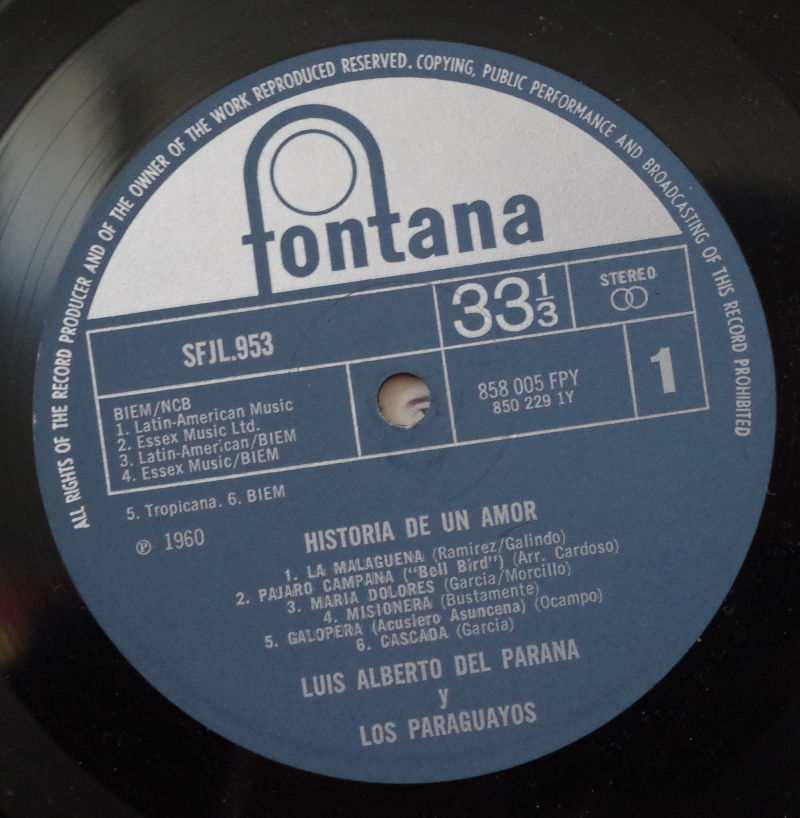 ALL RIGHTS OF THE RECORD PRODUCER AND OF THE OWNER OF THE WORK REPRODUCED RESERVED. COPYING, PUBLIC PERFORMANCE AND BROADCASTING OF THIS RECORD PROHIBITED
fontana
SFJL.953
33 1/3
STEREO
BIEM/NCB
1. Latin-American Music
2. Essex Music Ltd.
3. Latin-American/BIEM
4. Essex Music/BIEM
858 005 FPY
850 229 1Y
1
5. Tropicana. 6. BIEM
℗ 1960
HISTORIA DE UN AMOR
1. LA MALAGUENA (Ramirez/Galindo)
2. PAJARO CAMPANA ("Bell Bird") (Arr. Cardoso)
3. MARIA DOLORES (Garcia/Morcillo)
4. MISIONERA (Bustamente)
5. GALOPERA (Acusiero Asuncena) (Ocampo)
6. CASCADA (Garcia)
LUIS ALBERTO DEL PARANA
y
LOS PARAGUAYOS